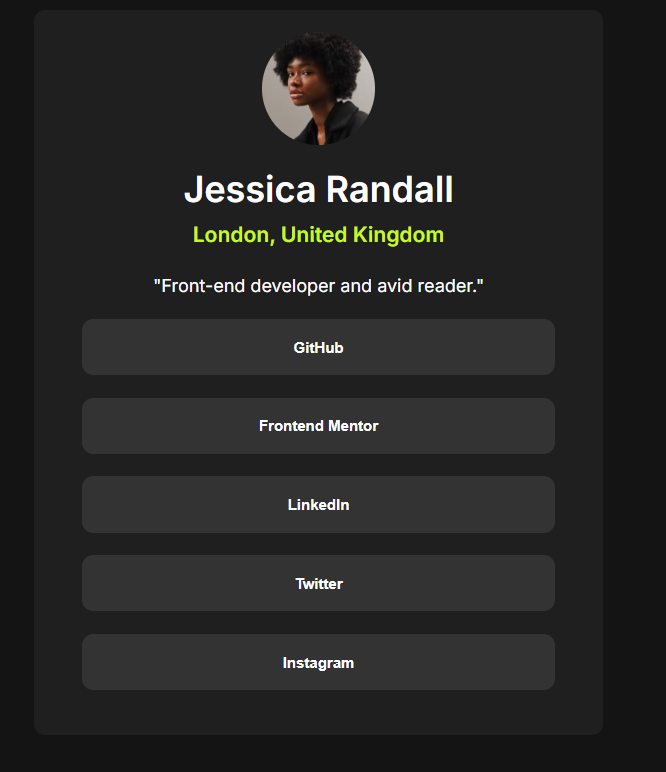 Jessica Randall
London, United Kingdom
"Front-end developer and avid reader."
GitHub
Frontend Mentor
LinkedIn
Twitter
Instagram